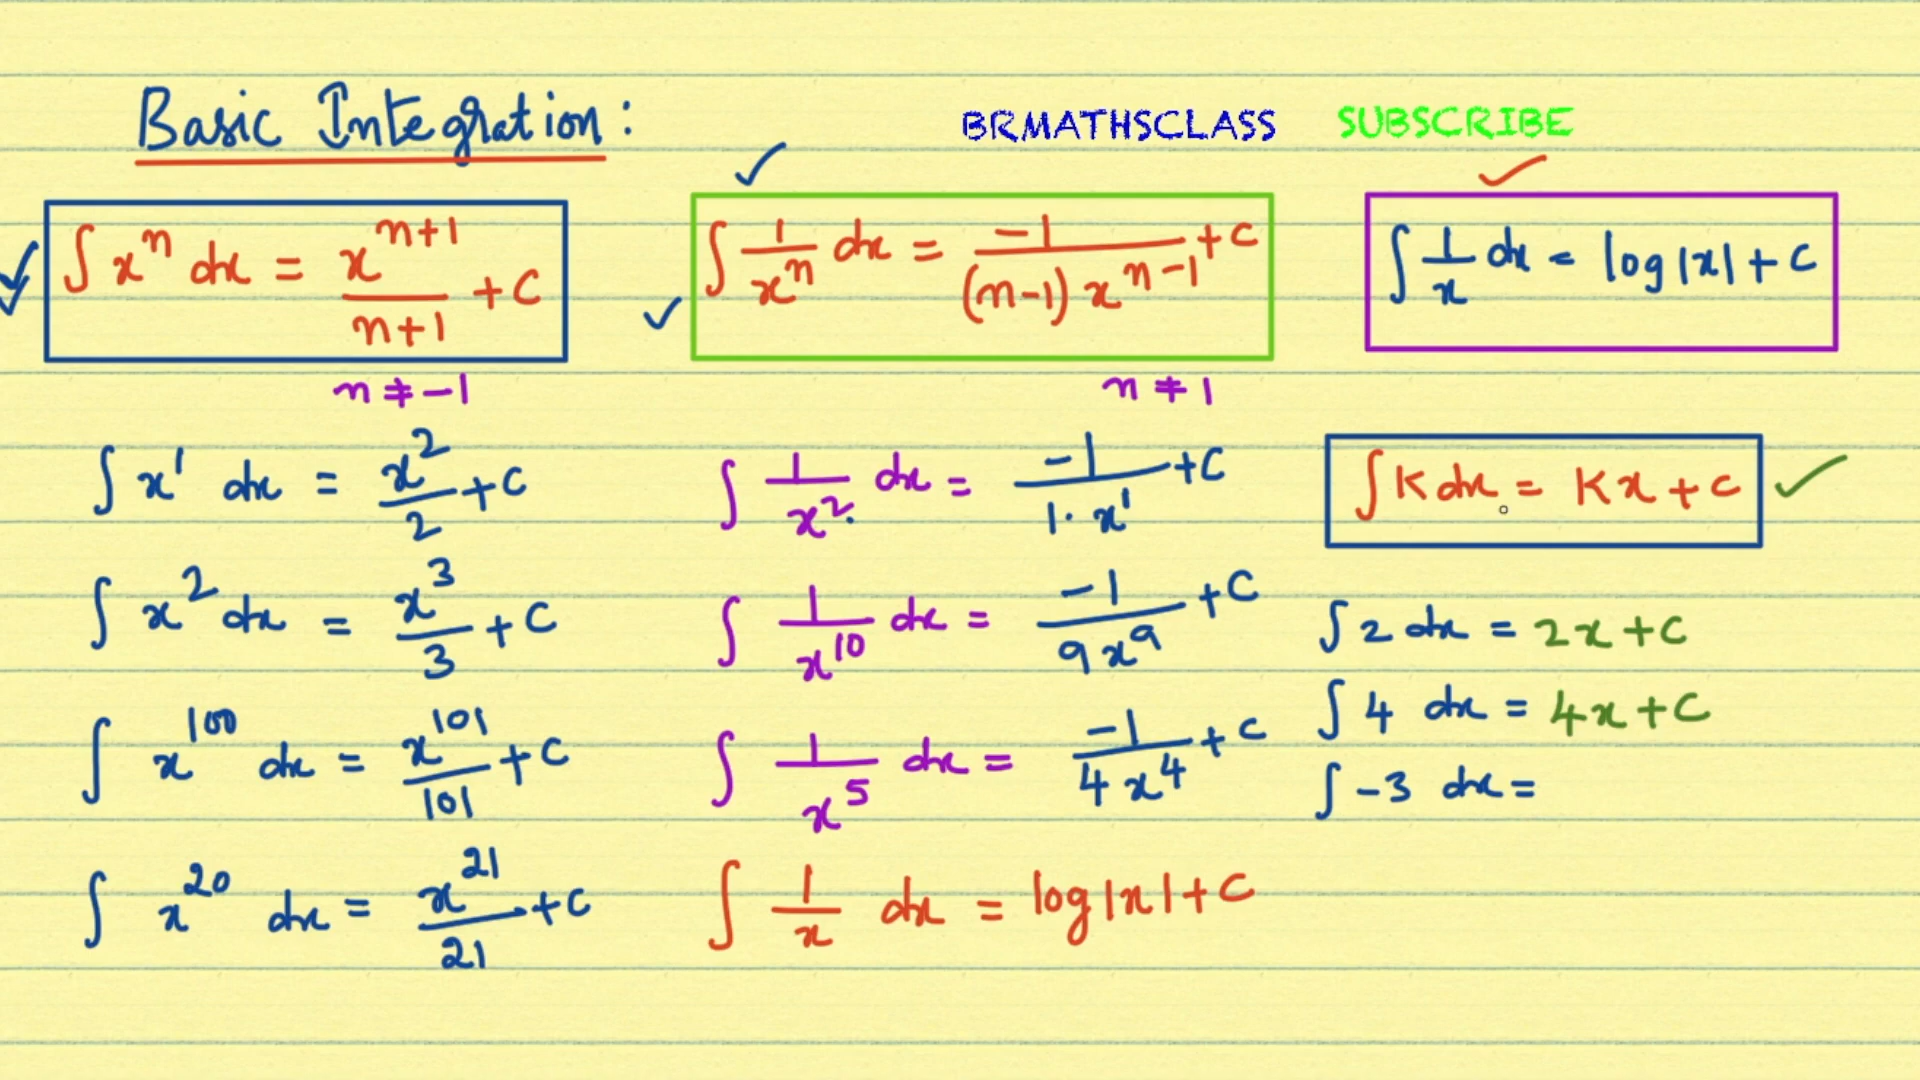 Basic Integration:
BRMATHSCLASS SUBSCRIBE
∫ xⁿ dx = xⁿ⁺¹/(n+1) + C
n ≠ -1
∫ 1/xⁿ dx = -1/((n-1) xⁿ⁻¹) + C
n ≠ 1
∫ 1/x dx = log|x| + C
∫ x¹ dx = x²/2 + C
∫ x² dx = x³/3 + C
∫ x¹⁰⁰ dx = x¹⁰¹/101 + C
∫ x²⁰ dx = x²¹/21 + C
∫ 1/x² dx = -1/(1·x¹) + C
∫ 1/x¹⁰ dx = -1/(9x⁹) + C
∫ 1/x⁵ dx = -1/(4x⁴) + C
∫ 1/x dx = log|x| + C
∫ K dx = Kx + C
∫ 2 dx = 2x + C
∫ 4 dx = 4x + C
∫ -3 dx =